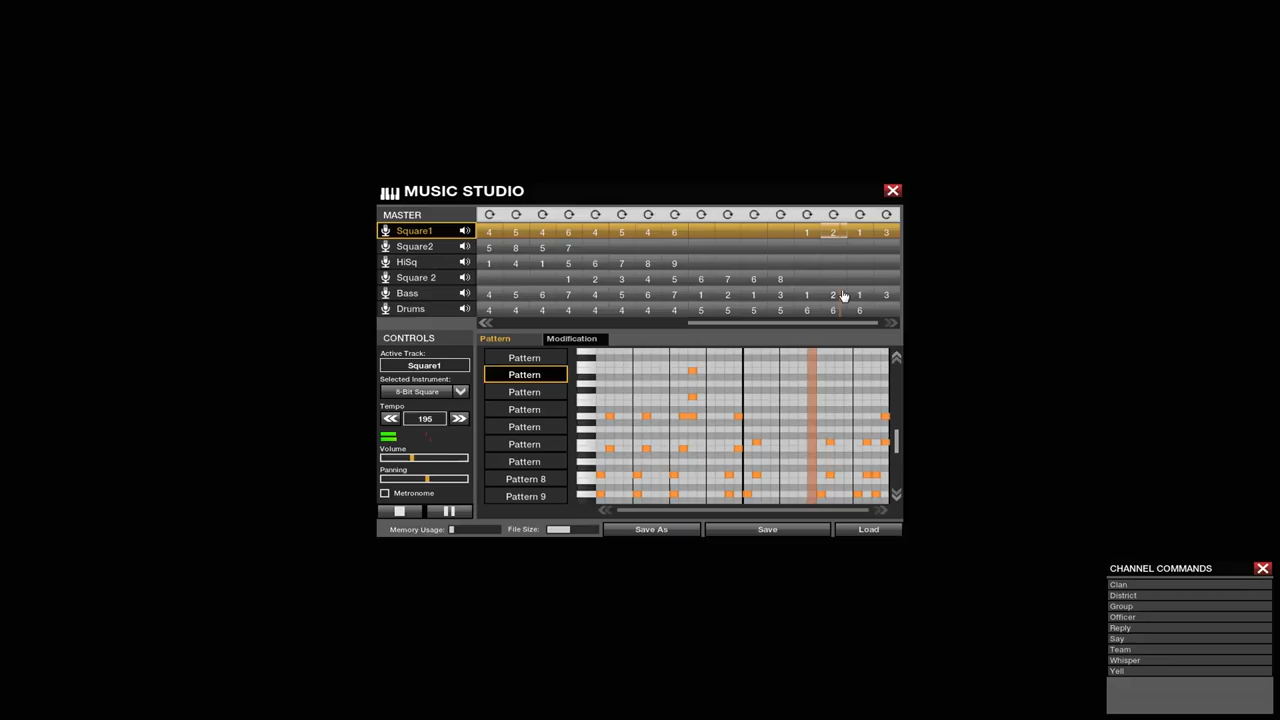 MUSIC STUDIO
MASTER
Square1 4 5 4 6 4 5 4 6 1 2 1 3
Square2 5 8 5 7
HiSq 1 4 1 5 6 7 8 9
Square 2 1 2 3 4 5 6 7 6 8
Bass 4 5 6 7 4 5 6 7 1 2 1 3 1 2 1 3
Drums 4 4 4 4 4 4 4 4 5 5 5 5 6 6 6
CONTROLS
Pattern Modification
Active Track:
Square1
Selected Instrument:
8-Bit Square
Tempo
195
Volume
Panning
Metronome
Pattern
Pattern
Pattern
Pattern
Pattern
Pattern
Pattern
Pattern 8
Pattern 9
Memory Usage: File Size: Save As Save Load
CHANNEL COMMANDS
Clan
District
Group
Officer
Reply
Say
Team
Whisper
Yell